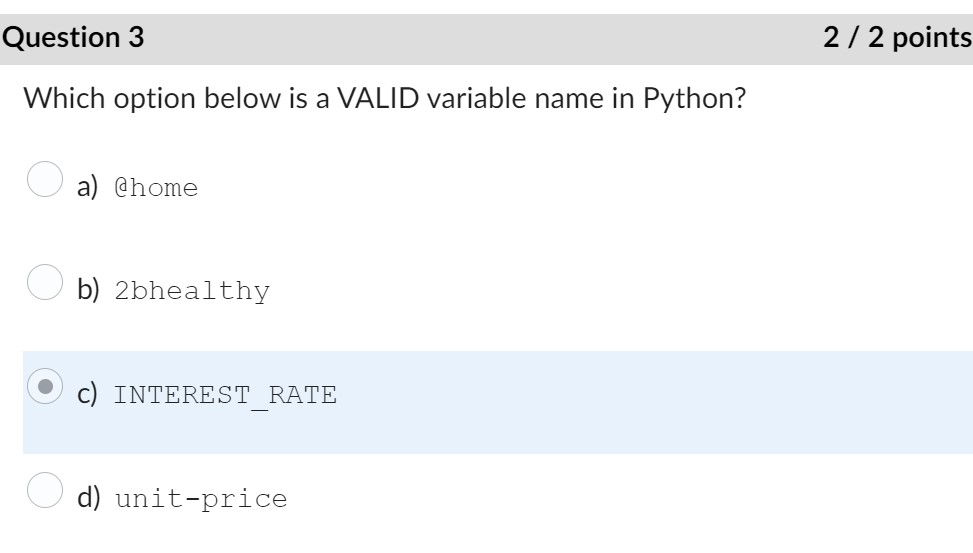 Question 3 2 / 2 points
Which option below is a VALID variable name in Python?
a) @home
b) 2bhealthy
c) INTEREST_RATE
d) unit-price